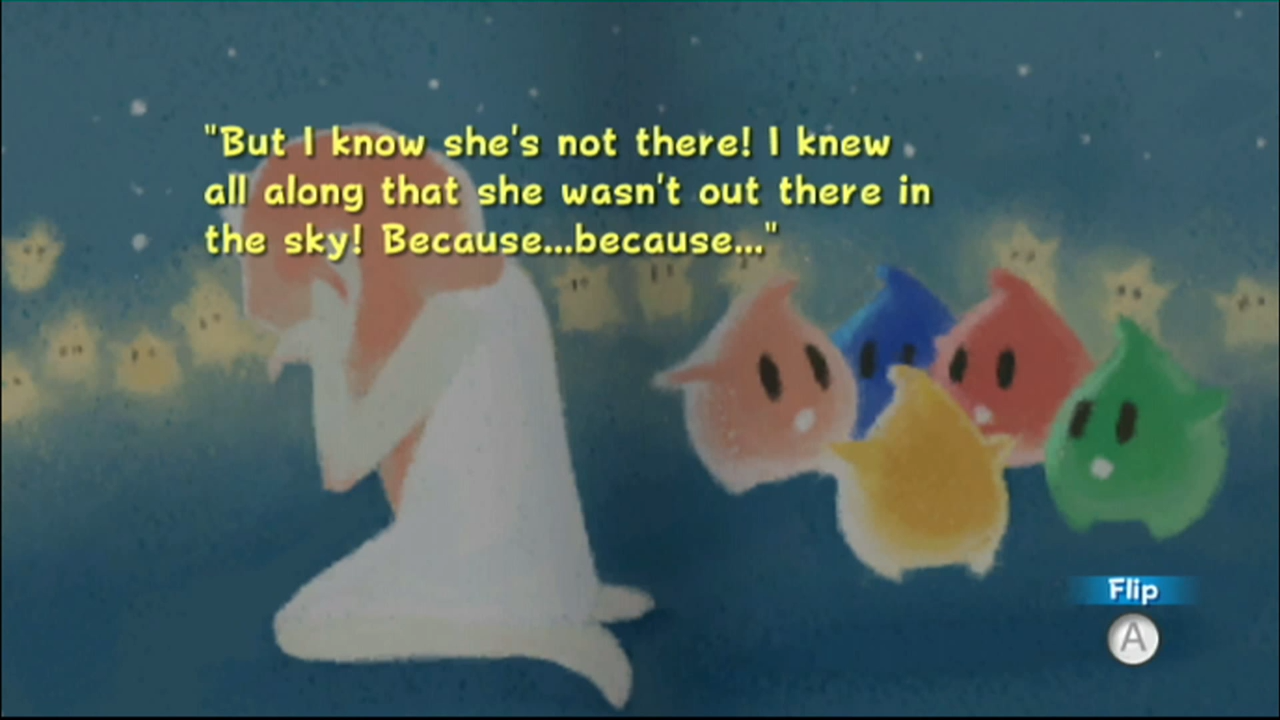 "But I know she's not there! I knew
all along that she wasn't out there in
the sky! Because...because..."
Flip
A